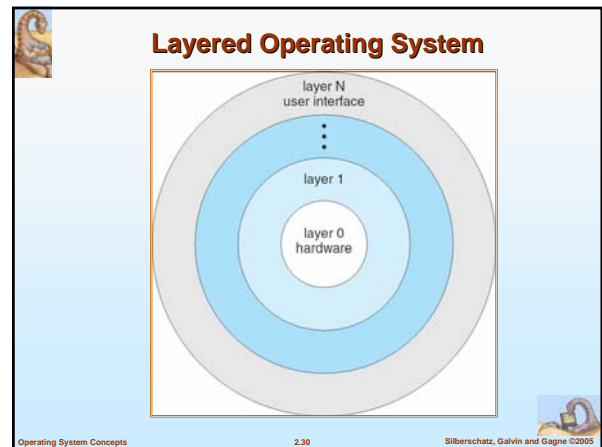 Layered Operating System
layer N
user interface
layer 1
layer 0
hardware
Operating System Concepts
2.30
Silberschatz, Galvin and Gagne ©2005